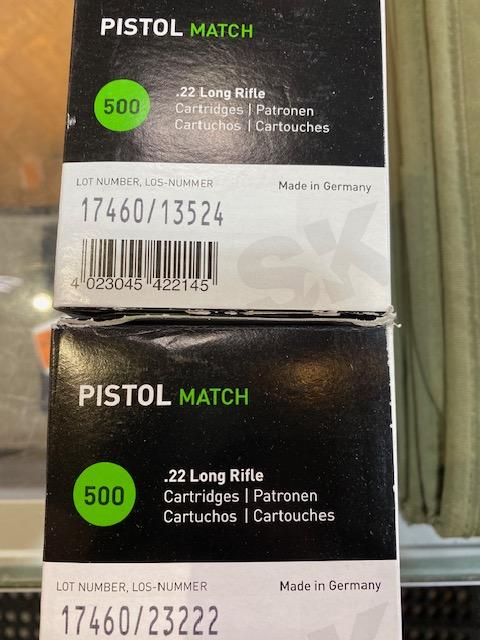 PISTOL MATCH
500
.22 Long Rifle
Cartridges | Patronen
Cartuchos | Cartouches
LOT NUMBER, LOS-NUMMER
Made in Germany
17460/13524
SK
4 023045 422145
PISTOL MATCH
500
.22 Long Rifle
Cartridges | Patronen
Cartuchos | Cartouches
LOT NUMBER, LOS-NUMMER
Made in Germany
17460/23222
SK